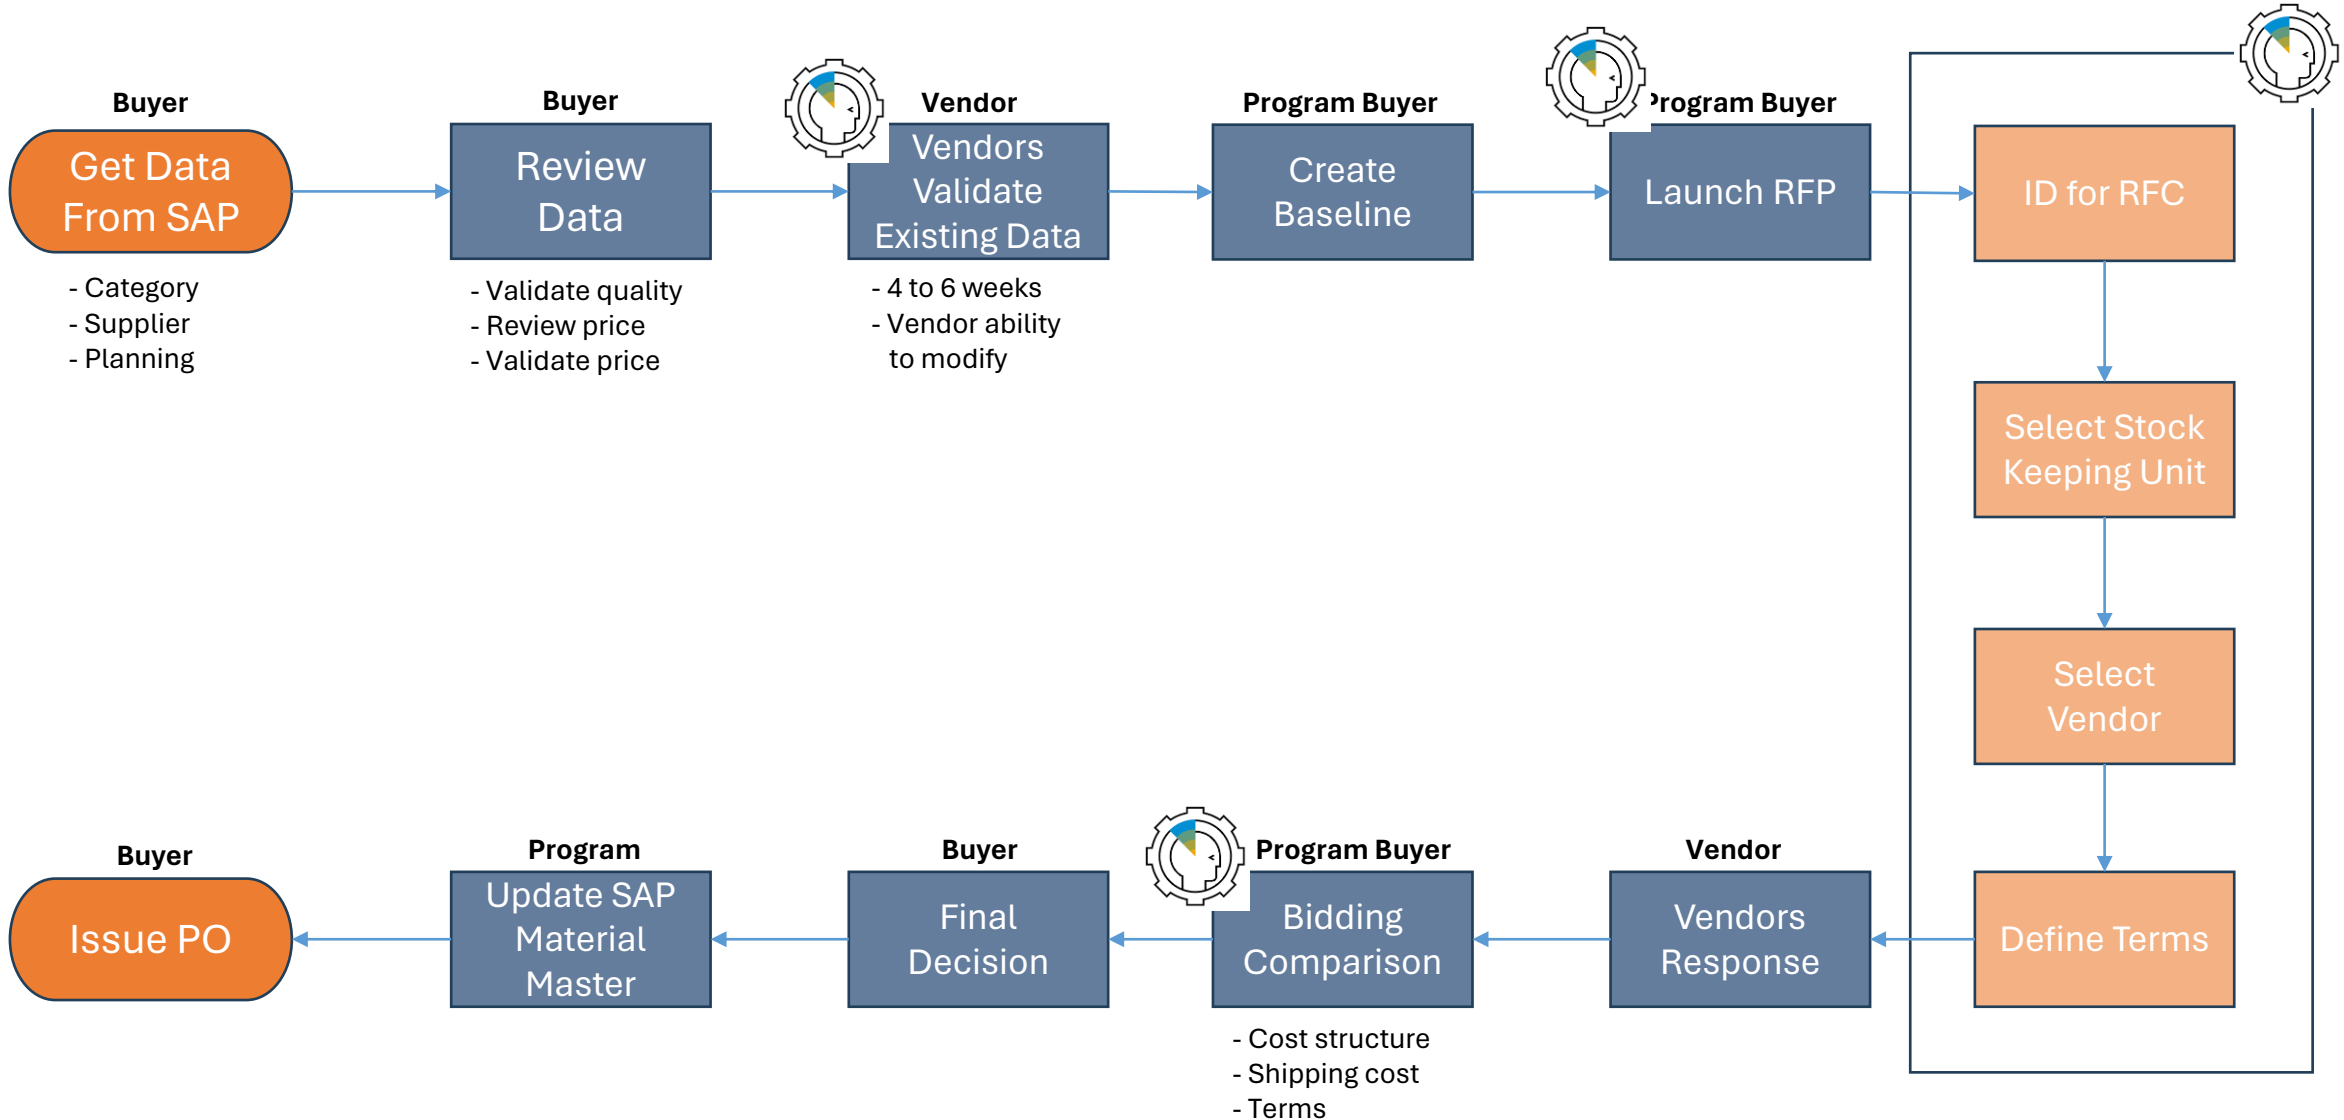 Buyer
Get Data
From SAP
- Category
- Supplier
- Planning
Buyer
Review
Data
- Validate quality
- Review price
- Validate price
Vendor
Vendors
Validate
Existing Data
- 4 to 6 weeks
- Vendor ability
to modify
Program Buyer
Create
Baseline
Program Buyer
Launch RFP
ID for RFC
Select Stock
Keeping Unit
Select
Vendor
Define Terms
Vendor
Vendors
Response
Program Buyer
Bidding
Comparison
- Cost structure
- Shipping cost
- Terms
Buyer
Final
Decision
Program
Update SAP
Material
Master
Buyer
Issue PO